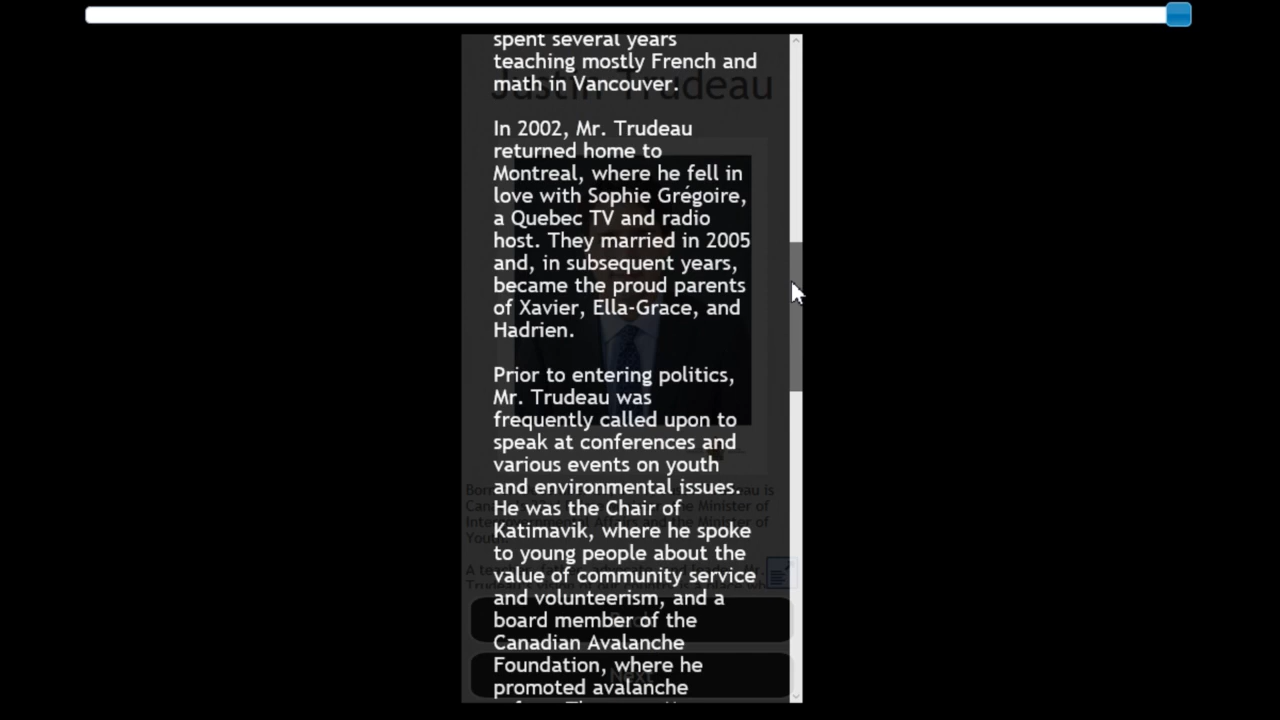 spent several years
teaching mostly French and
math in Vancouver.
Justin Trudeau
In 2002, Mr. Trudeau
returned home to
Montreal, where he fell in
love with Sophie Grégoire,
a Quebec TV and radio
host. They married in 2005
and, in subsequent years,
became the proud parents
of Xavier, Ella-Grace, and
Hadrien.
Prior to entering politics,
Mr. Trudeau was
frequently called upon to
speak at conferences and
various events on youth
and environmental issues.
He was the Chair of
Katimavik, where he spoke
to young people about the
value of community service
and volunteerism, and a
board member of the
Canadian Avalanche
Foundation, where he
promoted avalanche
Next